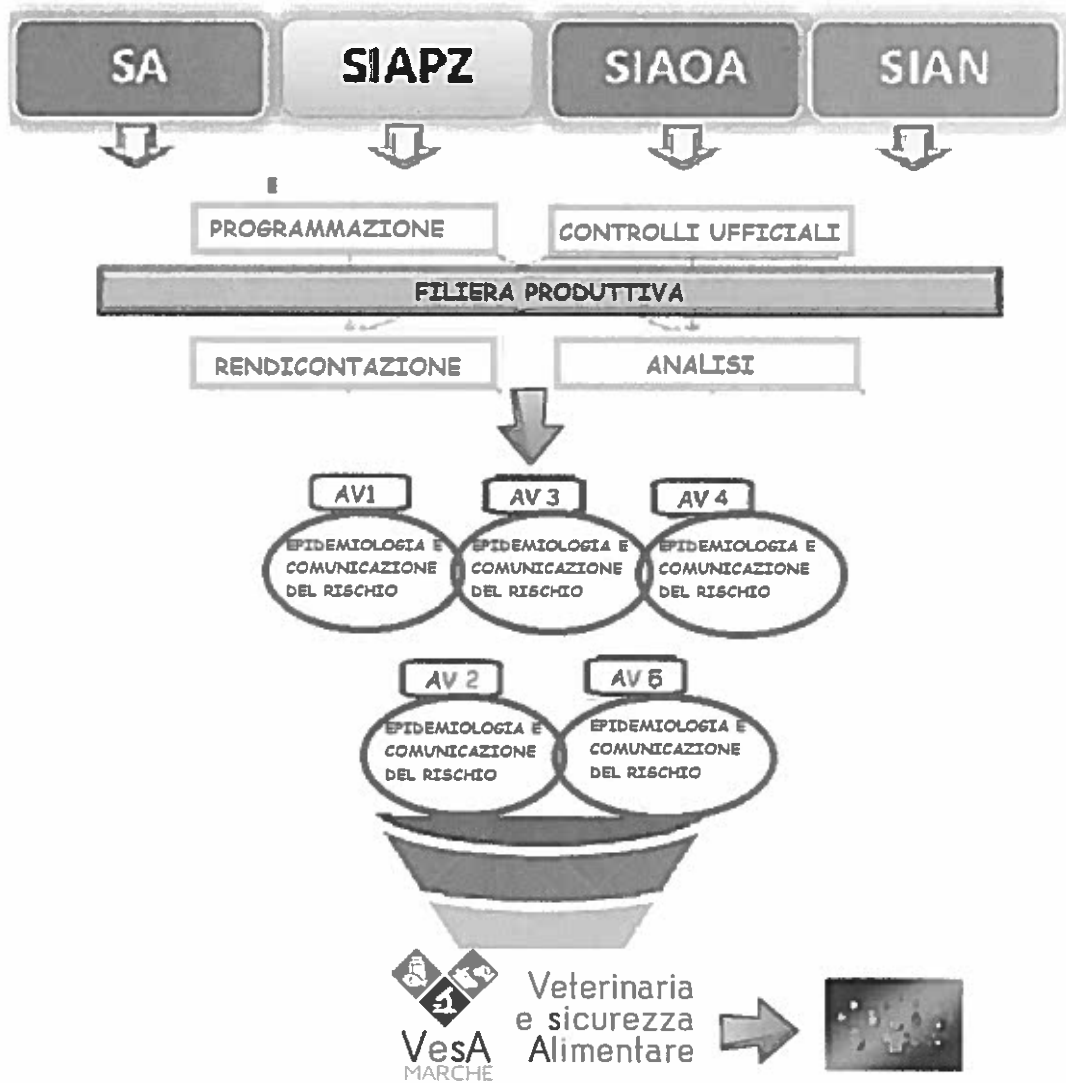 SA
SIAPZ
SIAOA
SIAN
E
PROGRAMMAZIONE
CONTROLLI UFFICIALI
FILIERA PRODUTTIVA
RENDICONTAZIONE
ANALISI
AV1
AV 3
AV 4
EPIDEMIOLOGIA E
COMUNICAZIONE
DEL RISCHIO
EPIDEMIOLOGIA E
COMUNICAZIONE
DEL RISCHIO
EPIDEMIOLOGIA E
COMUNICAZIONE
DEL RISCHIO
AV 2
AV 5
EPIDEMIOLOGIA E
COMUNICAZIONE
DEL RISCHIO
EPIDEMIOLOGIA E
COMUNICAZIONE
DEL RISCHIO
VesA
MARCHE
Veterinaria
e sicurezza
Alimentare